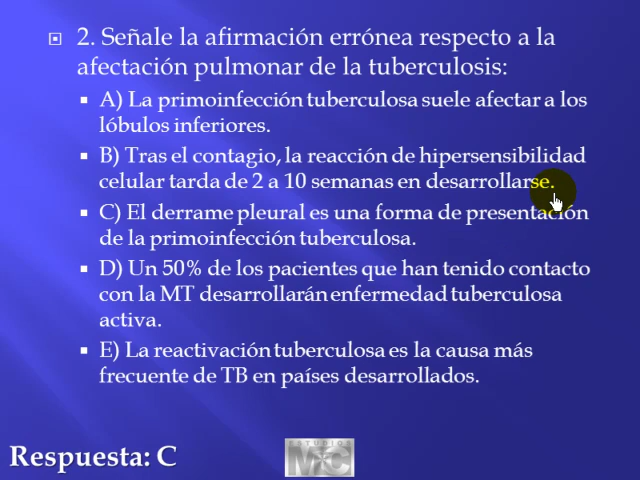 2. Señale la afirmación errónea respecto a la
afectación pulmonar de la tuberculosis:
A) La primoinfección tuberculosa suele afectar a los
lóbulos inferiores.
B) Tras el contagio, la reacción de hipersensibilidad
celular tarda de 2 a 10 semanas en desarrollarse.
C) El derrame pleural es una forma de presentación
de la primoinfección tuberculosa.
D) Un 50% de los pacientes que han tenido contacto
con la MT desarrollarán enfermedad tuberculosa
activa.
E) La reactivación tuberculosa es la causa más
frecuente de TB en países desarrollados.
Respuesta: C
ESTUDIOS
MC